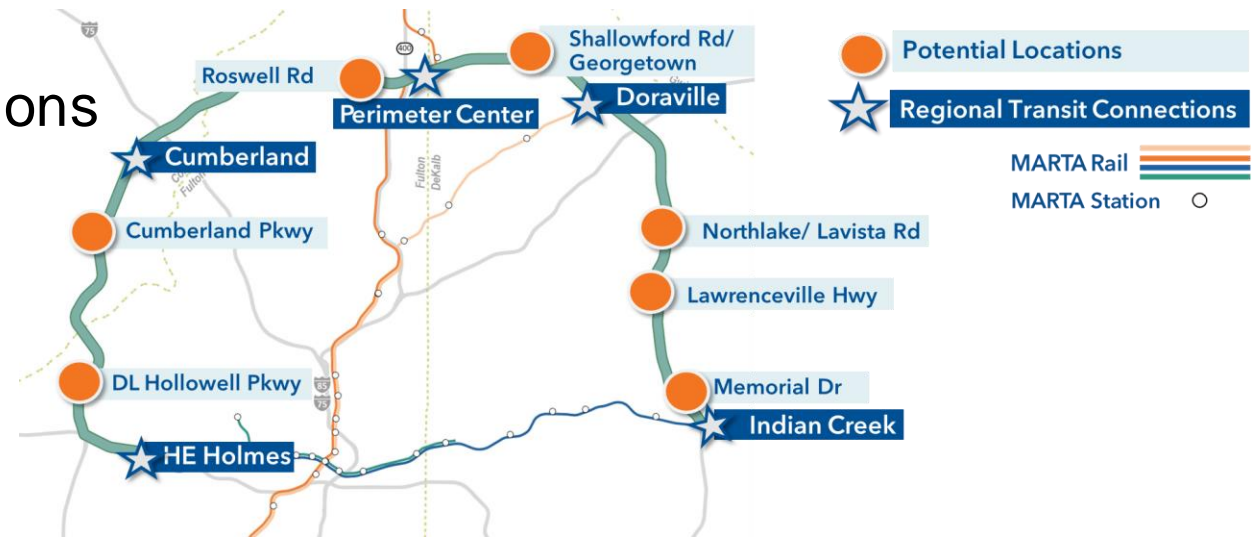 ons
75
400
Roswell Rd
Shallowford Rd/
Georgetown
Perimeter Center
Doraville
Cumberland
Fulton
Fulton
DeKalb
Cumberland Pkwy
Northlake/ Lavista Rd
Lawrenceville Hwy
DL Hollowell Pkwy
85
75
Memorial Dr
Indian Creek
HE Holmes
Potential Locations
Regional Transit Connections
MARTA Rail
MARTA Station